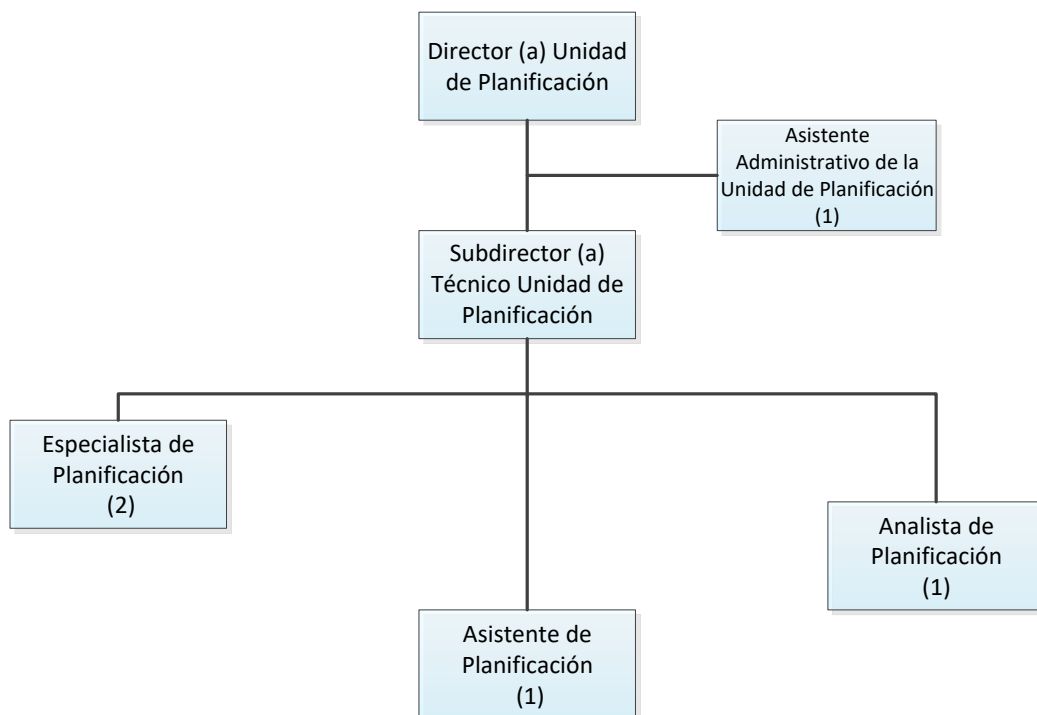 Director (a) Unidad
de Planificación
Asistente
Administrativo de la
Unidad de Planificación
(1)
Subdirector (a)
Técnico Unidad de
Planificación
Especialista de
Planificación
(2)
Analista de
Planificación
(1)
Asistente de
Planificación
(1)